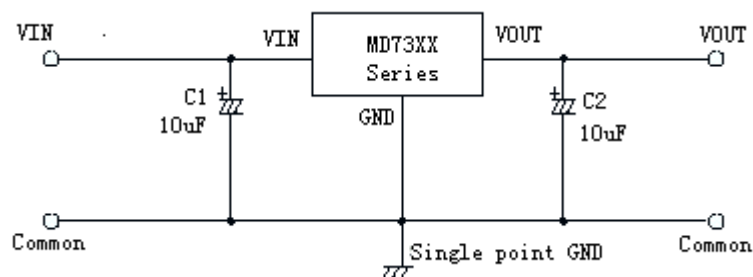 VIN
VIN
MD73XX
Series
VOUT
VOUT
C1
+
10uF
GND
+
C2
10uF
Common
Single point GND
Common